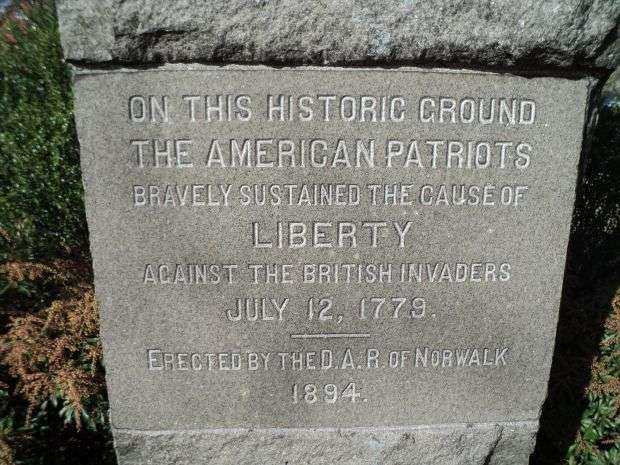 ON THIS HISTORIC GROUND
THE AMERICAN PATRIOTS
BRAVELY SUSTAINED THE CAUSE OF
LIBERTY
AGAINST THE BRITISH INVADERS
JULY 12, 1779.
ERECTED BY THE D.A.R. OF NORWALK
1894.